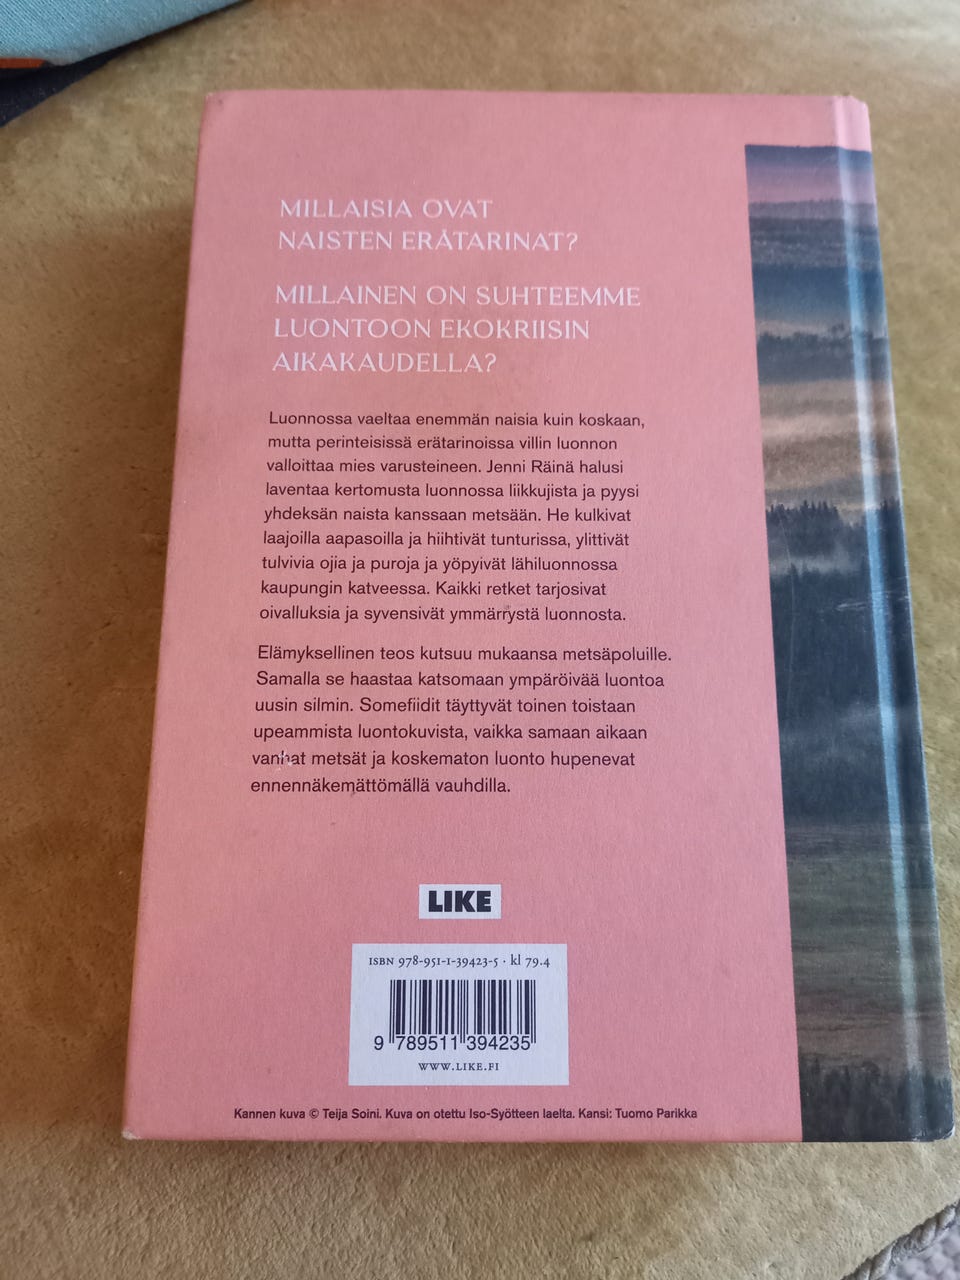 MILLAISIA OVAT
NAISTEN ERÄTARINAT?
MILLAINEN ON SUHTEEMME
LUONTOON EKOKRIISIN
AIKAKAUDELLA?
Luonnossa vaeltaa enemmän naisia kuin koskaan,
mutta perinteisissä erätarinoissa villin luonnon
valloittaa mies varusteineen. Jenni Räinä halusi
laventaa kertomusta luonnossa liikkujista ja pyysi
yhdeksän naista kanssaan metsään. He kulkivat
laajoilla aapasoilla ja hiihtivät tunturissa, ylittivät
tulvivia ojia ja puroja ja yöpyivät lähiluonnossa
kaupungin katveessa. Kaikki retket tarjosivat
oivalluksia ja syvensivät ymmärrystä luonnosta.
Elämyksellinen teos kutsuu mukaansa metsäpoluille.
Samalla se haastaa katsomaan ympäröivää luontoa
uusin silmin. Somefiidit täyttyvät toinen toistaan
upeammista luontokuvista, vaikka samaan aikaan
vanhat metsät ja koskematon luonto hupenevat
ennennäkemättömällä vauhdilla.
LIKE
ISBN 978-951-1-39423-5 · kl 79.4
9 789511 394235
WWW.LIKE.FI
Kannen kuva © Teija Soini. Kuva on otettu Iso-Syötteen laelta. Kansi: Tuomo Parikka